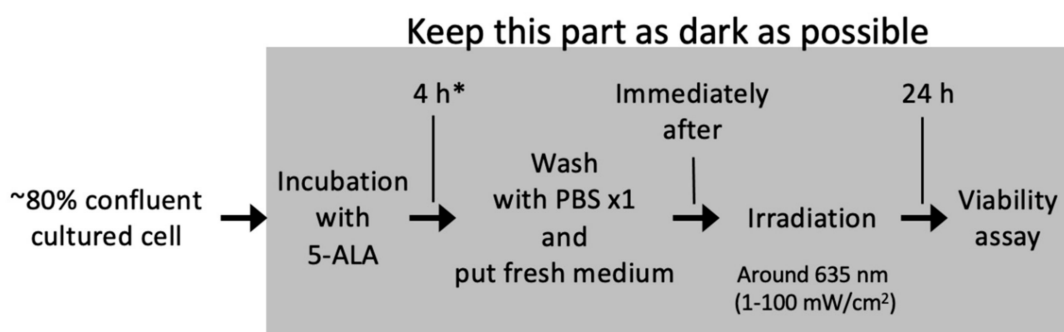 Keep this part as dark as possible
4 h*
Immediately
after
24 h
~80% confluent
cultured cell
Incubation
with
5-ALA
Wash
with PBS x1
and
put fresh medium
Irradiation
Around 635 nm
(1-100 mW/cm²)
Viability
assay